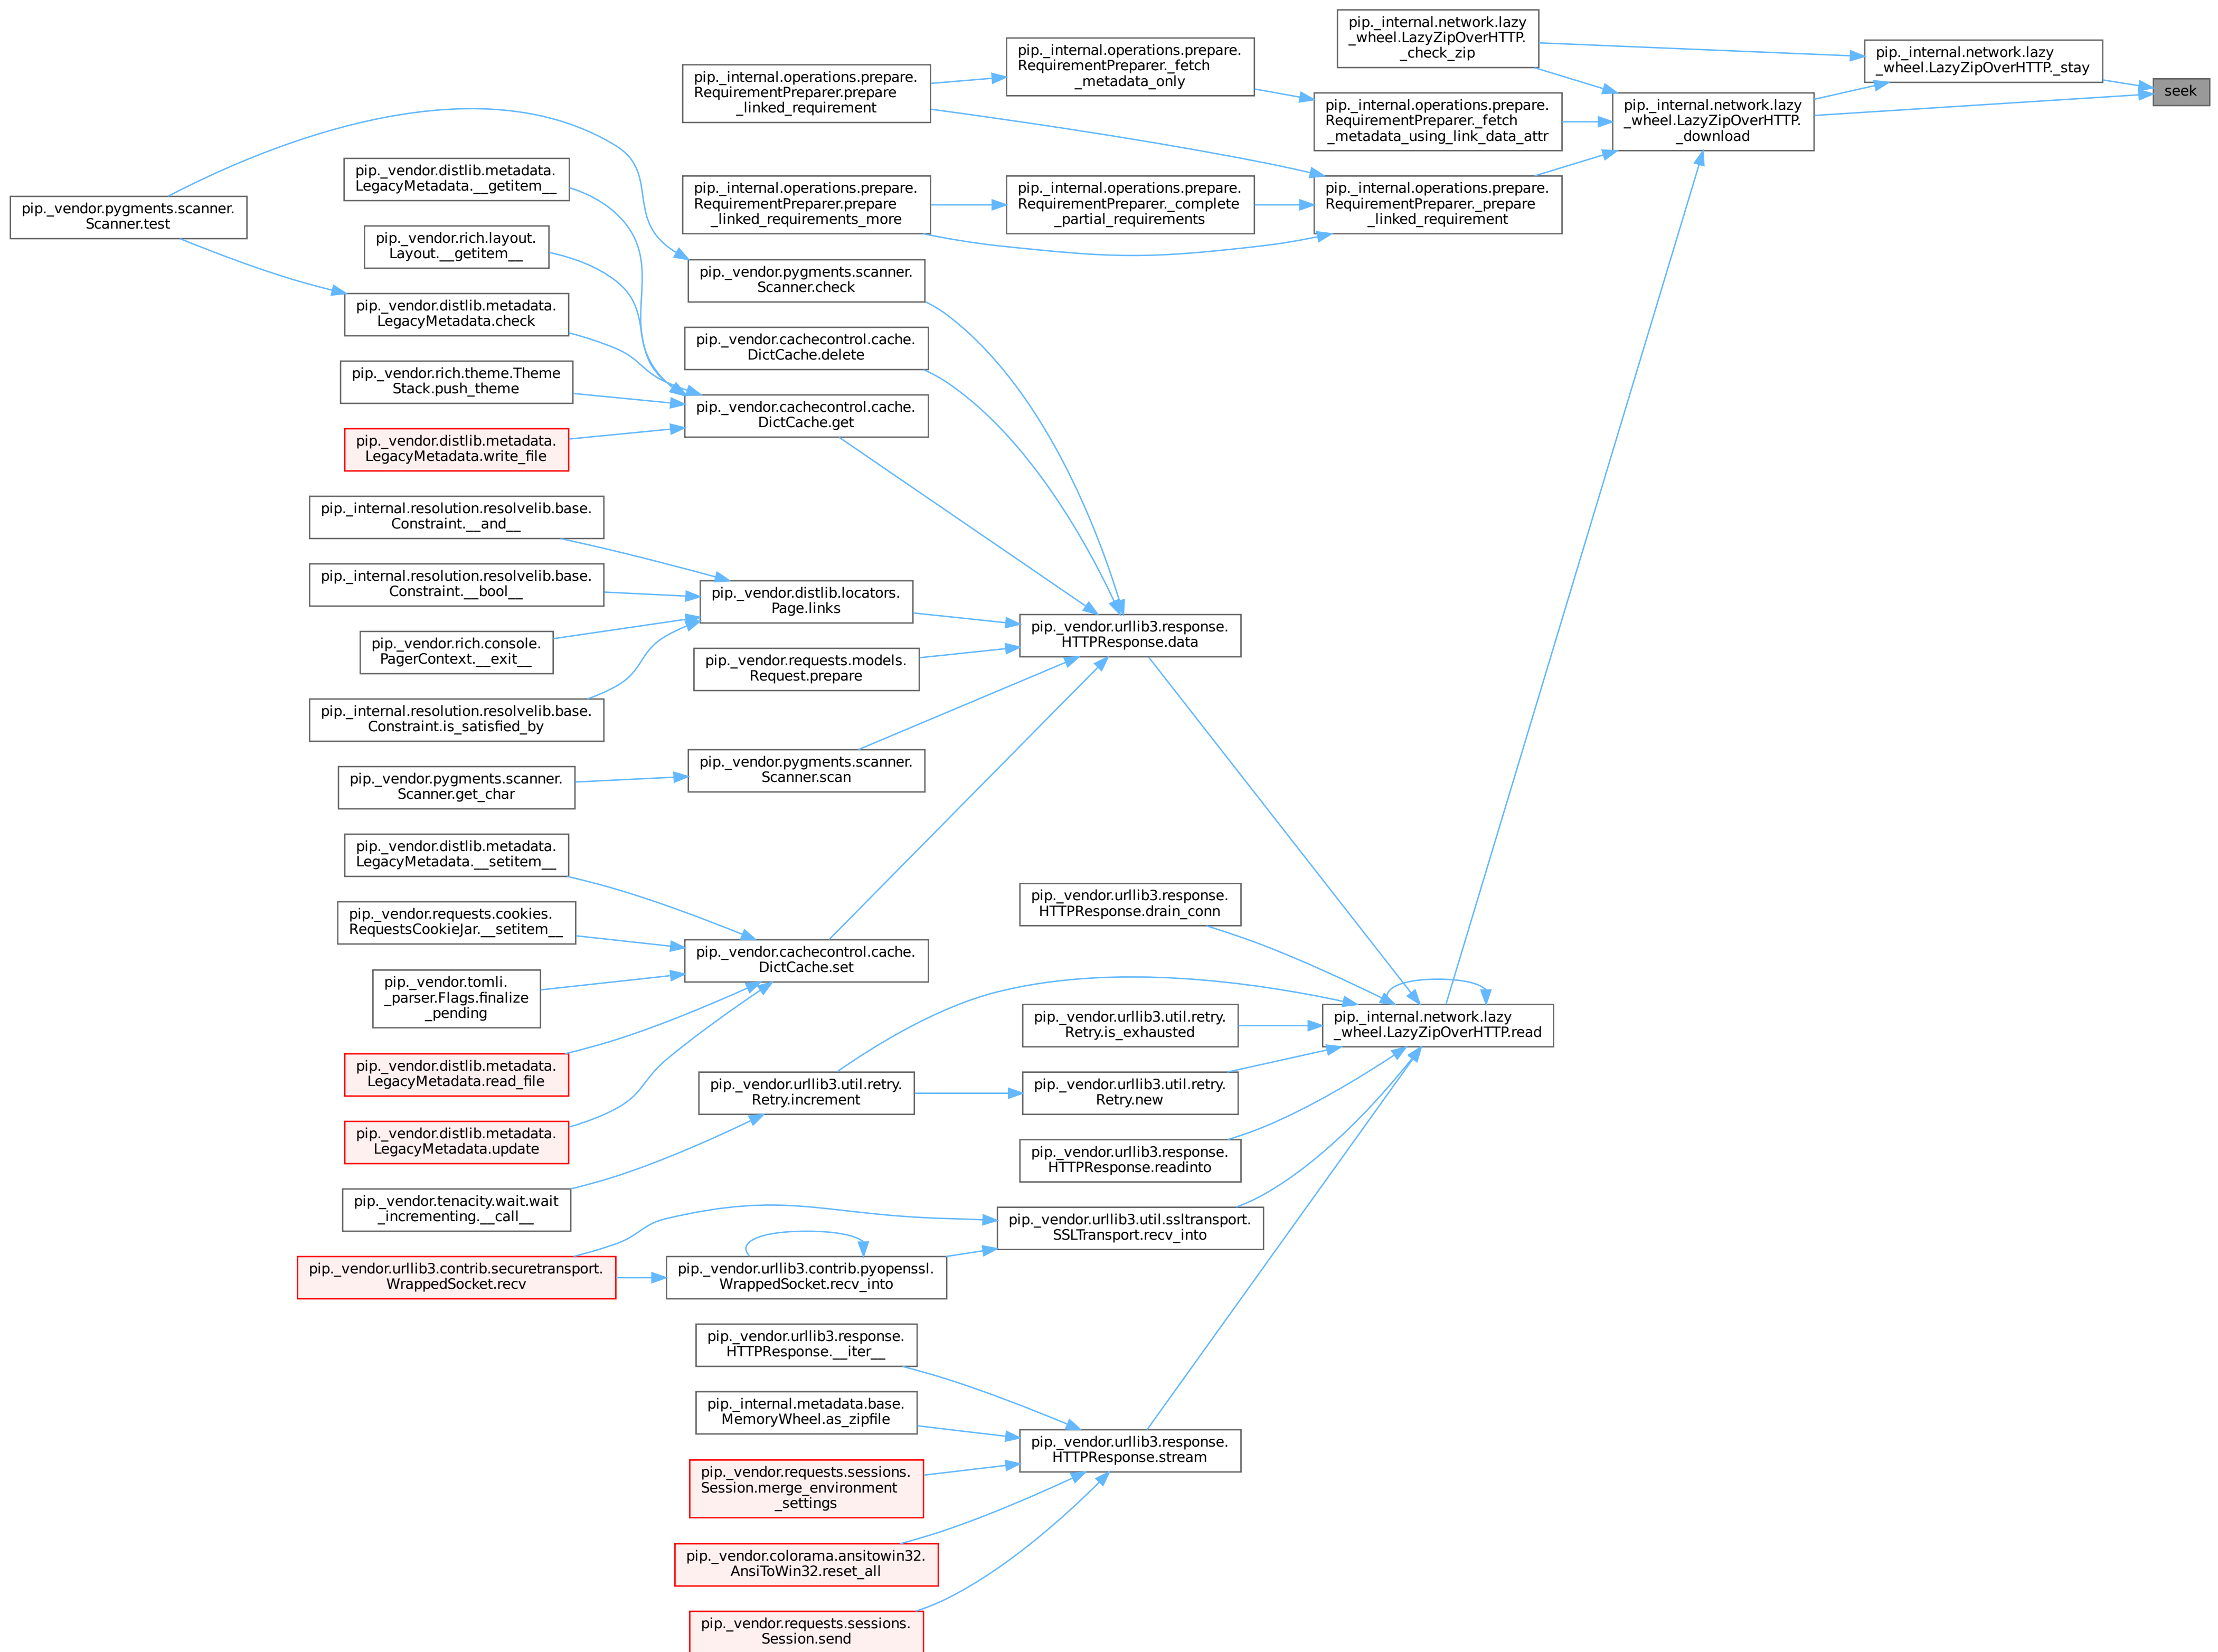 pip._internal.network.lazy
_wheel.LazyZipOverHTTP.
_check_zip
pip._internal.network.lazy
_wheel.LazyZipOverHTTP._stay
seek
pip._internal.operations.prepare.
RequirementPreparer._fetch
_metadata_only
pip._internal.operations.prepare.
RequirementPreparer.prepare
_linked_requirement
pip._internal.operations.prepare.
RequirementPreparer._fetch
_metadata_using_link_data_attr
pip._internal.network.lazy
_wheel.LazyZipOverHTTP.
_download
pip._vendor.distlib.metadata.
LegacyMetadata.__getitem__
pip._internal.operations.prepare.
RequirementPreparer.prepare
_linked_requirements_more
pip._internal.operations.prepare.
RequirementPreparer._complete
_partial_requirements
pip._internal.operations.prepare.
RequirementPreparer._prepare
_linked_requirement
pip._vendor.pygments.scanner.
Scanner.test
pip._vendor.rich.layout.
Layout.__getitem__
pip._vendor.pygments.scanner.
Scanner.check
pip._vendor.distlib.metadata.
LegacyMetadata.check
pip._vendor.cachecontrol.cache.
DictCache.delete
pip._vendor.rich.theme.Theme
Stack.push_theme
pip._vendor.cachecontrol.cache.
DictCache.get
pip._vendor.distlib.metadata.
LegacyMetadata.write_file
pip._internal.resolution.resolvelib.base.
Constraint.__and__
pip._internal.resolution.resolvelib.base.
Constraint.__bool__
pip._vendor.distlib.locators.
Page.links
pip._vendor.rich.console.
PagerContext.__exit__
pip._vendor.requests.models.
Request.prepare
pip._vendor.urllib3.response.
HTTPResponse.data
pip._internal.resolution.resolvelib.base.
Constraint.is_satisfied_by
pip._vendor.pygments.scanner.
Scanner.get_char
pip._vendor.pygments.scanner.
Scanner.scan
pip._vendor.distlib.metadata.
LegacyMetadata.__setitem__
pip._vendor.requests.cookies.
RequestsCookieJar.__setitem__
pip._vendor.urllib3.response.
HTTPResponse.drain_conn
pip._vendor.cachecontrol.cache.
DictCache.set
pip._vendor.tomli.
_parser.Flags.finalize
_pending
pip._vendor.urllib3.util.retry.
Retry.is_exhausted
pip._internal.network.lazy
_wheel.LazyZipOverHTTP.read
pip._vendor.distlib.metadata.
LegacyMetadata.read_file
pip._vendor.urllib3.util.retry.
Retry.increment
pip._vendor.urllib3.util.retry.
Retry.new
pip._vendor.distlib.metadata.
LegacyMetadata.update
pip._vendor.urllib3.response.
HTTPResponse.readinto
pip._vendor.tenacity.wait.wait
_incrementing.__call__
pip._vendor.urllib3.util.ssltransport.
SSLTransport.recv_into
pip._vendor.urllib3.contrib.securetransport.
WrappedSocket.recv
pip._vendor.urllib3.contrib.pyopenssl.
WrappedSocket.recv_into
pip._vendor.urllib3.response.
HTTPResponse.__iter__
pip._internal.metadata.base.
MemoryWheel.as_zipfile
pip._vendor.urllib3.response.
HTTPResponse.stream
pip._vendor.requests.sessions.
Session.merge_environment
_settings
pip._vendor.colorama.ansitowin32.
AnsiToWin32.reset_all
pip._vendor.requests.sessions.
Session.send